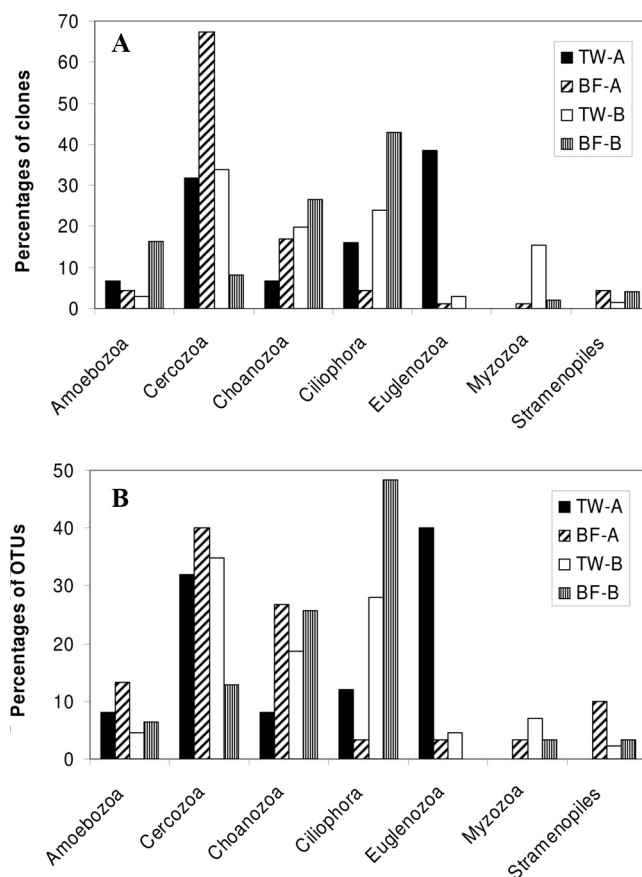 A
Percentages of clones
70
60
50
40
30
20
10
0
TW-A
BF-A
TW-B
BF-B
Amoebozoa
Cercozoa
Choanozoa
Ciliophora
Euglenozoa
Myzozoa
Stramenopiles
B
Percentages of OTUs
50
40
30
20
10
0
TW-A
BF-A
TW-B
BF-B
Amoebozoa
Cercozoa
Choanozoa
Ciliophora
Euglenozoa
Myzozoa
Stramenopiles